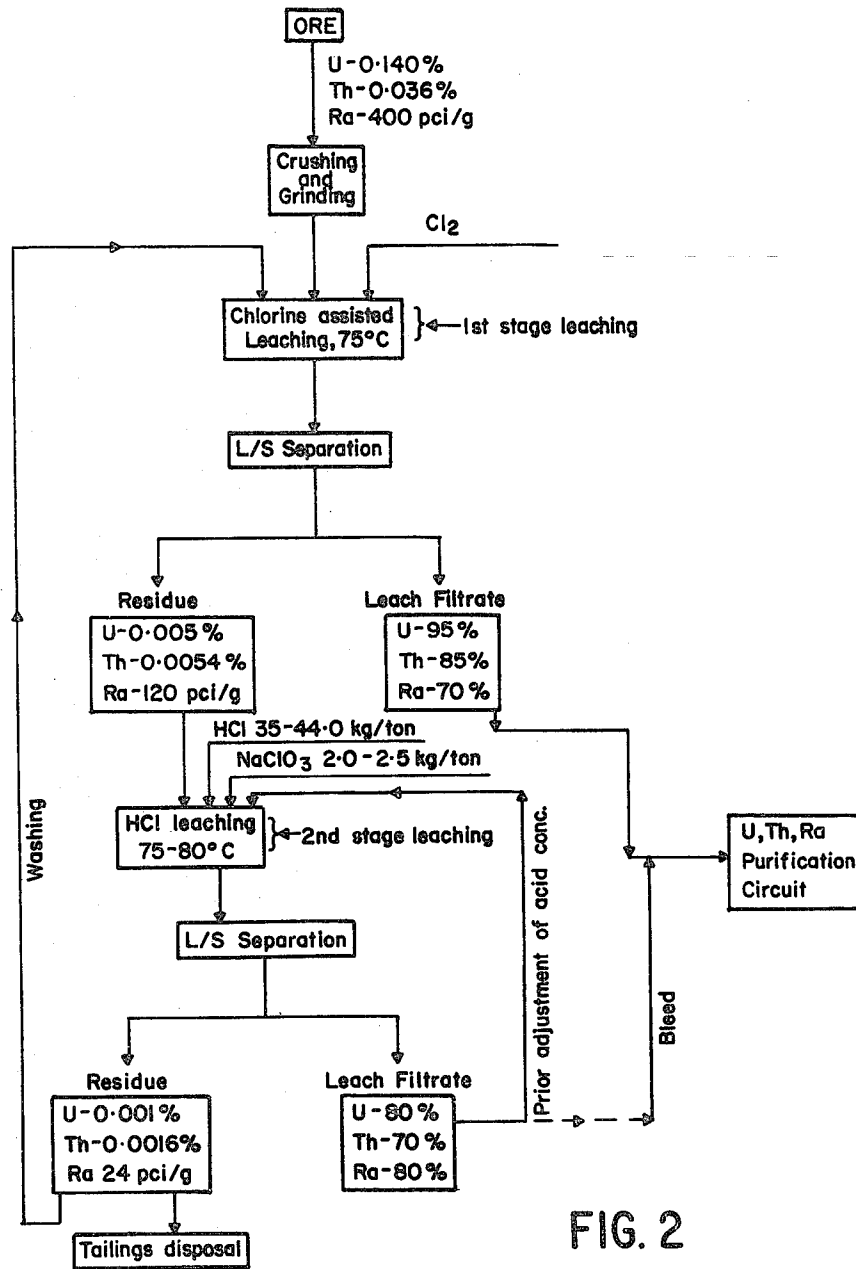 ORE
U-0·140%
Th-0·036%
Ra-400 pci/g
Crushing
and
Grinding
Cl2
Chlorine assisted
Leaching, 75°C
1st stage leaching
L/S Separation
Residue
U-0·005%
Th-0·0054%
Ra-120 pci/g
Leach Filtrate
U-95%
Th-85%
Ra-70%
HCl 35-44·0 kg/ton
NaClO3 2·0-2·5 kg/ton
HCl leaching
75-80°C
2nd stage leaching
Washing
Prior adjustment of acid conc.
Bleed
U,Th,Ra
Purification
Circuit
L/S Separation
Residue
U-0·001%
Th-0·0016%
Ra 24 pci/g
Leach Filtrate
U-80%
Th-70%
Ra-80%
Tailings disposal
FIG. 2